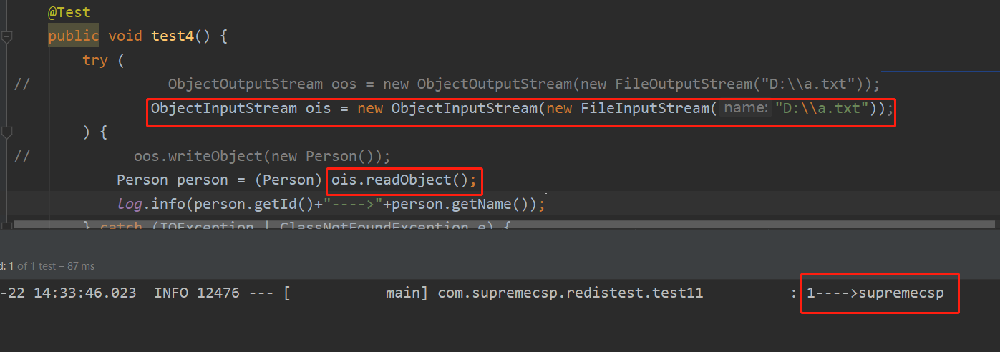 @Test
public void test4() {
try (
// ObjectOutputStream oos = new ObjectOutputStream(new FileOutputStream("D:\\a.txt"));
ObjectInputStream ois = new ObjectInputStream(new FileInputStream( name: "D:\\a.txt"));
) {
// oos.writeObject(new Person());
Person person = (Person) ois.readObject();
log.info(person.getId()+"---->"+person.getName());
} catch (IOException | ClassNotFoundException e) {
d: 1 of 1 test – 87 ms
-22 14:33:46.023 INFO 12476 --- [ main] com.supremecsp.redistest.test11 : 1---->supremecsp